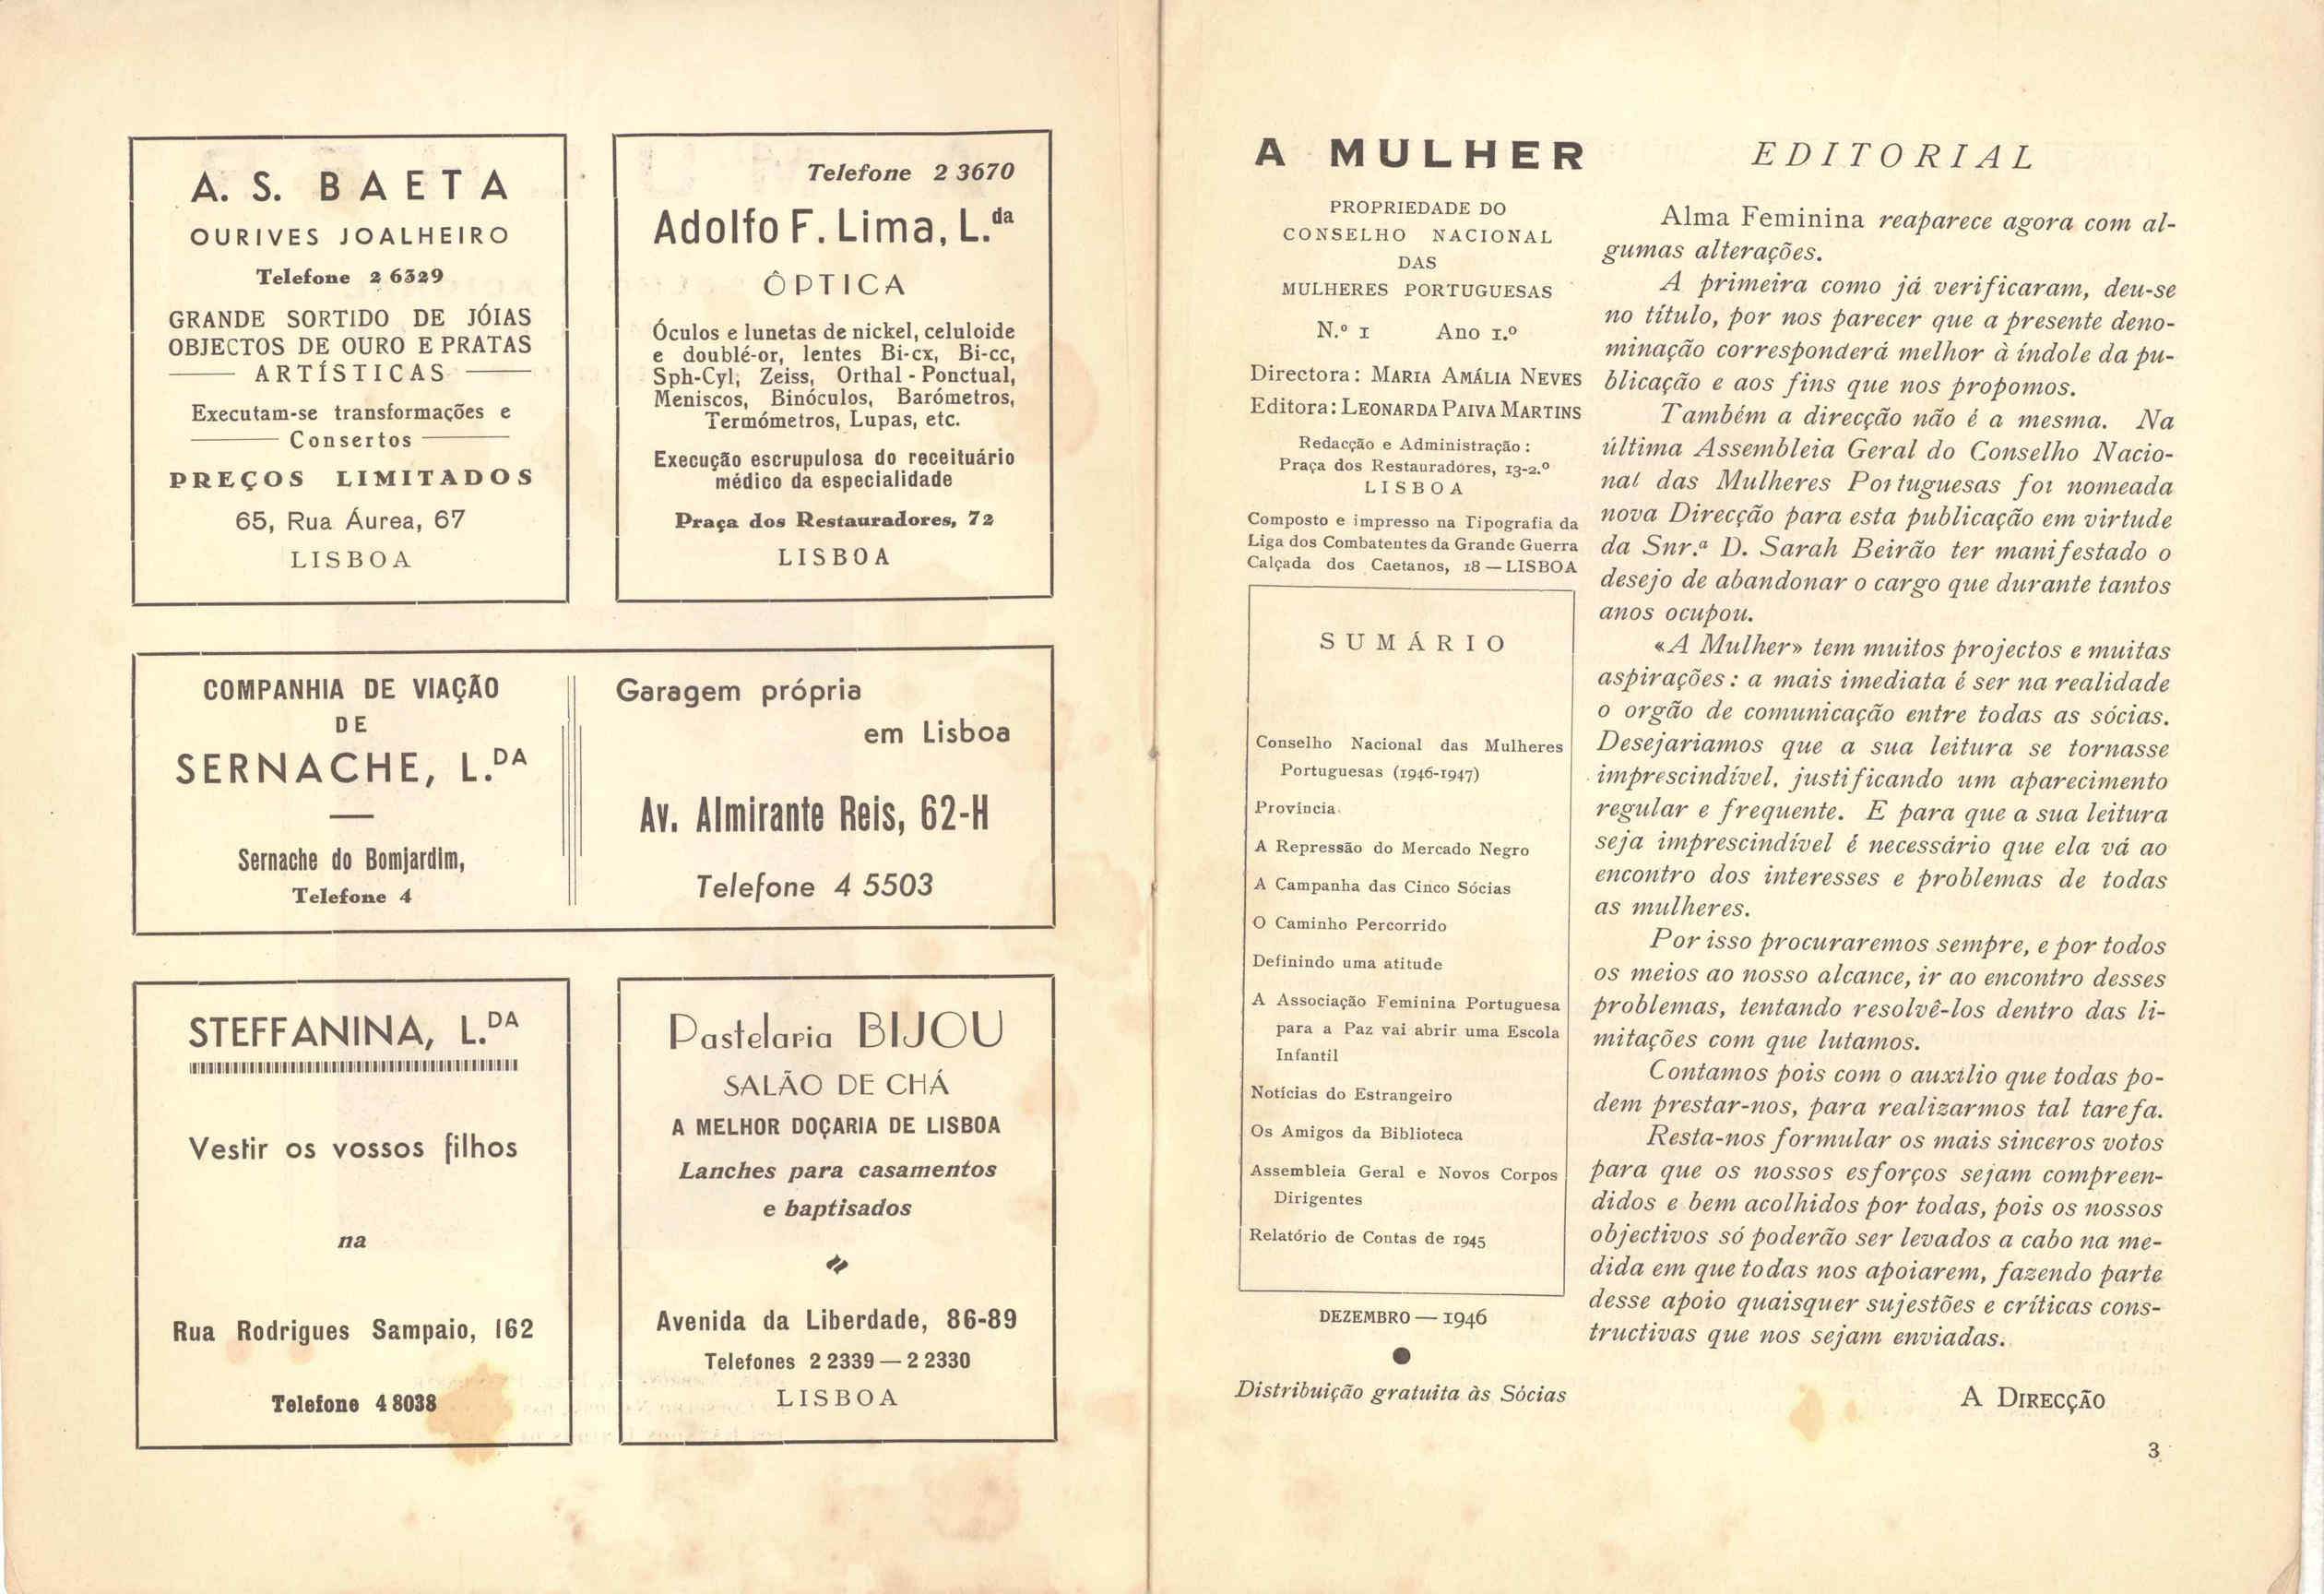 A. S. BAETA
OURIVES JOALHEIRO
Telefone 2 6329
GRANDE SORTIDO DE JÓIAS
OBJECTOS DE OURO E PRATAS
ARTÍSTICAS
Executam-se transformações e
Consertos
PREÇOS LIMITADOS
65, Rua Áurea, 67
LISBOA
Telefone 2 3670
Adolfo F. Lima, L.da
ÔPTICA
Óculos e lunetas de nickel, celuloide
e doublé-or, lentes Bi-cx, Bi-cc,
Sph-Cyl, Zeiss, Orthal - Ponctual,
Meniscos, Binóculos, Barómetros,
Termómetros, Lupas, etc.
Execução escrupulosa do receituário
médico da especialidade
Praça dos Restauradores, 72
LISBOA
COMPANHIA DE VIAÇÃO
DE
SERNACHE, L.DA
Sernache do Bomjardim,
Telefone 4
Garagem própria
em Lisboa
Av. Almirante Reis, 62-H
Telefone 4 5503
STEFFANINA, L.DA
Vestir os vossos filhos
na
Rua Rodrigues Sampaio, 162
Telefone 4 8038
Pastelaria BIJOU
SALÃO DE CHÁ
A MELHOR DOÇARIA DE LISBOA
Lanches para casamentos
e baptisados
Avenida da Liberdade, 86-89
Telefones 2 2339 — 2 2330
LISBOA
A MULHER
PROPRIEDADE DO
CONSELHO NACIONAL
DAS
MULHERES PORTUGUESAS
N.º 1 Ano 1.º
Directora: MARIA AMÁLIA NEVES
Editora: LEONARDA PAIVA MARTINS
Redacção e Administração:
Praça dos Restauradores, 13-2.º
LISBOA
Composto e impresso na Tipografia da
Liga dos Combatentes da Grande Guerra
Calçada dos Caetanos, 18 — LISBOA
SUMÁRIO
Conselho Nacional das Mulheres
Portuguesas (1946-1947)
Província
A Repressão do Mercado Negro
A Campanha das Cinco Sócias
O Caminho Percorrido
Definindo uma atitude
A Associação Feminina Portuguesa
para a Paz vai abrir uma Escola
Infantil
Notícias do Estrangeiro
Os Amigos da Biblioteca
Assembleia Geral e Novos Corpos
Dirigentes
Relatório de Contas de 1945
DEZEMBRO — 1946
Distribuição gratuita às Sócias
EDITORIAL
Alma Feminina reaparece agora com al-
gumas alterações.
A primeira como já verificaram, deu-se
no título, por nos parecer que a presente deno-
minação corresponderá melhor à índole da pu-
blicação e aos fins que nos propomos.
Também a direcção não é a mesma. Na
última Assembleia Geral do Conselho Nacio-
nal das Mulheres Portuguesas foi nomeada
nova Direcção para esta publicação em virtude
da Snr.ª D. Sarah Beirão ter manifestado o
desejo de abandonar o cargo que durante tantos
anos ocupou.
«A Mulher» tem muitos projectos e muitas
aspirações: a mais imediata é ser na realidade
o orgão de comunicação entre todas as sócias.
Desejariamos que a sua leitura se tornasse
imprescindível, justificando um aparecimento
regular e frequente. E para que a sua leitura
seja imprescindível é necessário que ela vá ao
encontro dos interesses e problemas de todas
as mulheres.
Por isso procuraremos sempre, e por todos
os meios ao nosso alcance, ir ao encontro desses
problemas, tentando resolvê-los dentro das li-
mitações com que lutamos.
Contamos pois com o auxílio que todas po-
dem prestar-nos, para realizarmos tal tarefa.
Resta-nos formular os mais sinceros votos
para que os nossos esforços sejam compreen-
didos e bem acolhidos por todas, pois os nossos
objectivos só poderão ser levados a cabo na me-
dida em que todas nos apoiarem, fazendo parte
desse apoio quaisquer sujestões e críticas cons-
tructivas que nos sejam enviadas.
A DIRECÇÃO
3